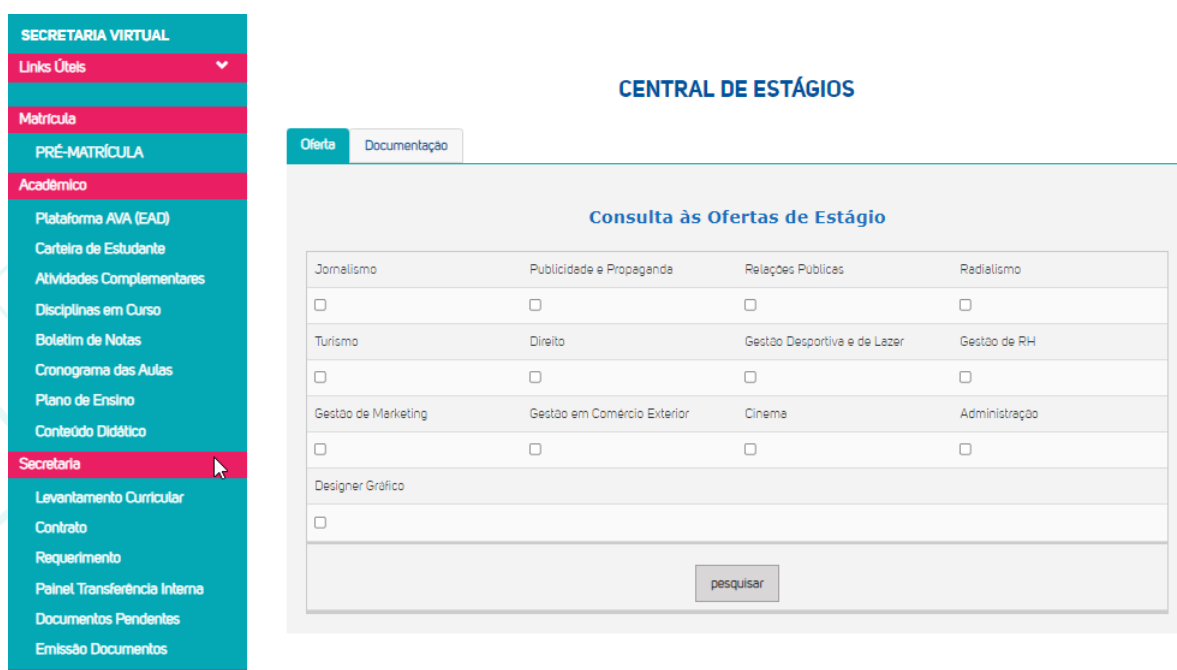 SECRETARIA VIRTUAL
Links Úteis
Matrícula
PRÉ-MATRÍCULA
Acadêmico
Plataforma AVA (EAD)
Carteira de Estudante
Atividades Complementares
Disciplinas em Curso
Boletim de Notas
Cronograma das Aulas
Plano de Ensino
Conteúdo Didático
Secretaria
Levantamento Curricular
Contrato
Requerimento
Painel Transferência Interna
Documentos Pendentes
Emissão Documentos
CENTRAL DE ESTÁGIOS
Oferta Documentação
Consulta às Ofertas de Estágio
Jornalismo Publicidade e Propaganda Relações Públicas Radialismo
Turismo Direito Gestão Desportiva e de Lazer Gestão de RH
Gestão de Marketing Gestão em Comércio Exterior Cinema Administração
Designer Gráfico
pesquisar